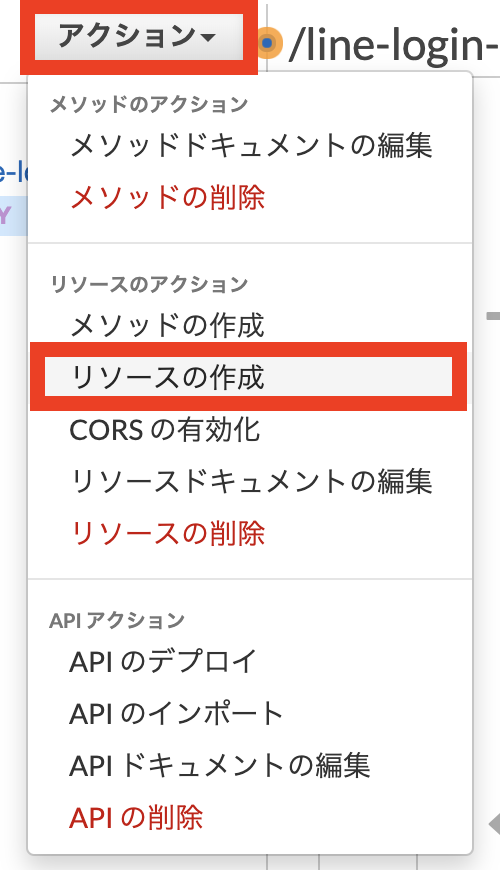 アクション
/line-login-
メソッドのアクション
メソッドドキュメントの編集
e-lo
メソッドの削除
Y
リソースのアクション
メソッドの作成
リソースの作成
CORS の有効化
リソースドキュメントの編集
リソースの削除
API アクション
API のデプロイ
API のインポート
API ドキュメントの編集
API の削除